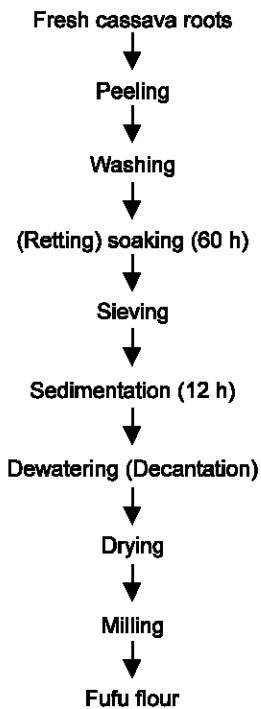 Fresh cassava roots
Peeling
Washing
(Retting) soaking (60 h)
Sieving
Sedimentation (12 h)
Dewatering (Decantation)
Drying
Milling
Fufu flour